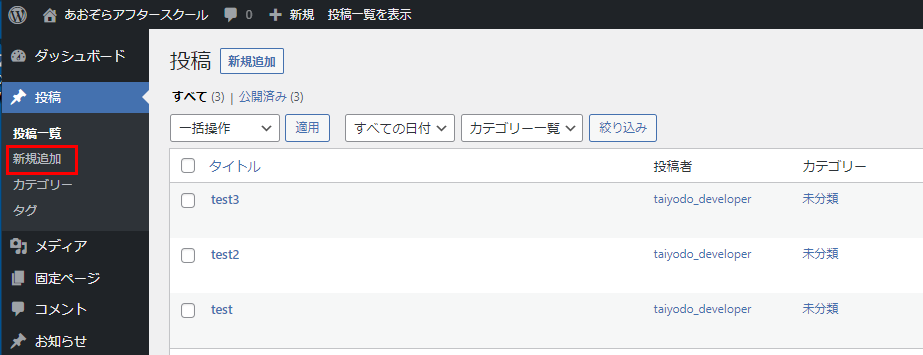 あおぞらアフタースクール 0 + 新規 投稿一覧を表示
ダッシュボード
投稿
投稿一覧
新規追加
カテゴリー
タグ
メディア
固定ページ
コメント
お知らせ
投稿 新規追加
すべて (3) | 公開済み (3)
一括操作 適用 すべての日付 カテゴリー一覧 絞り込み
タイトル 投稿者 カテゴリー
test3 taiyodo_developer 未分類
test2 taiyodo_developer 未分類
test taiyodo_developer 未分類